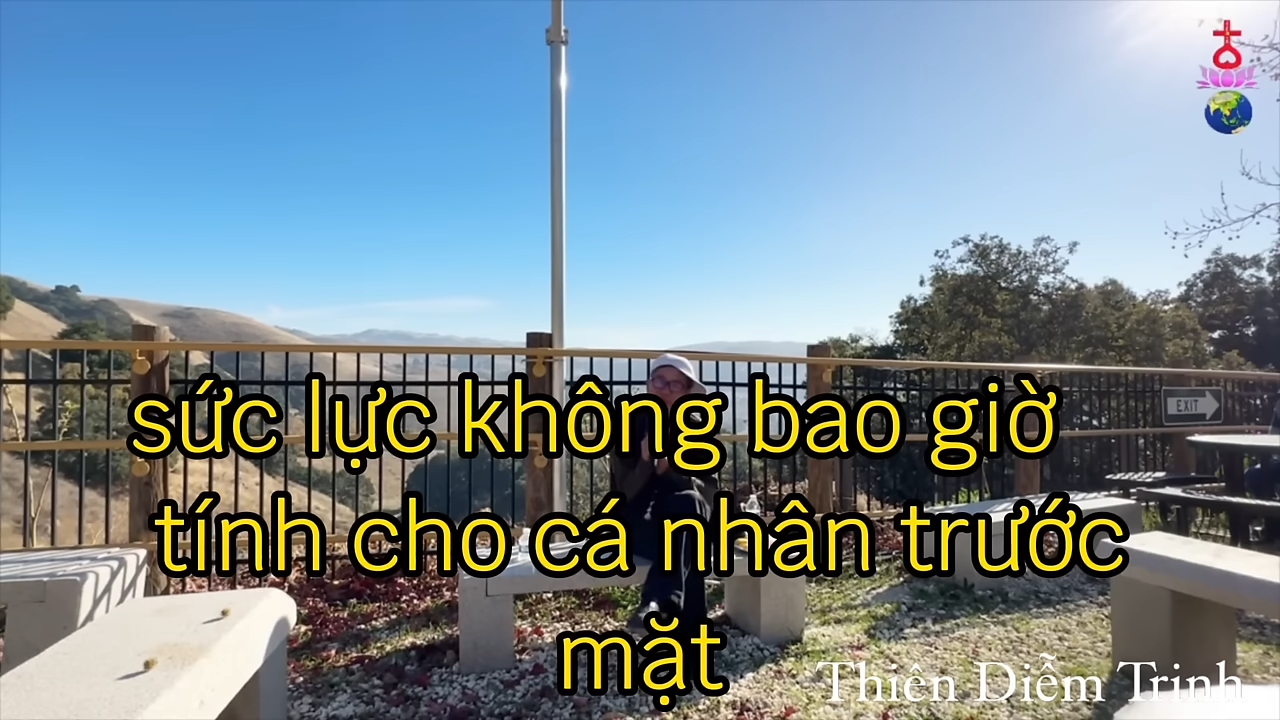 EXIT
sức lực không bao giờ
tính cho cá nhân trước
mặt
Thiên Diễm Trinh